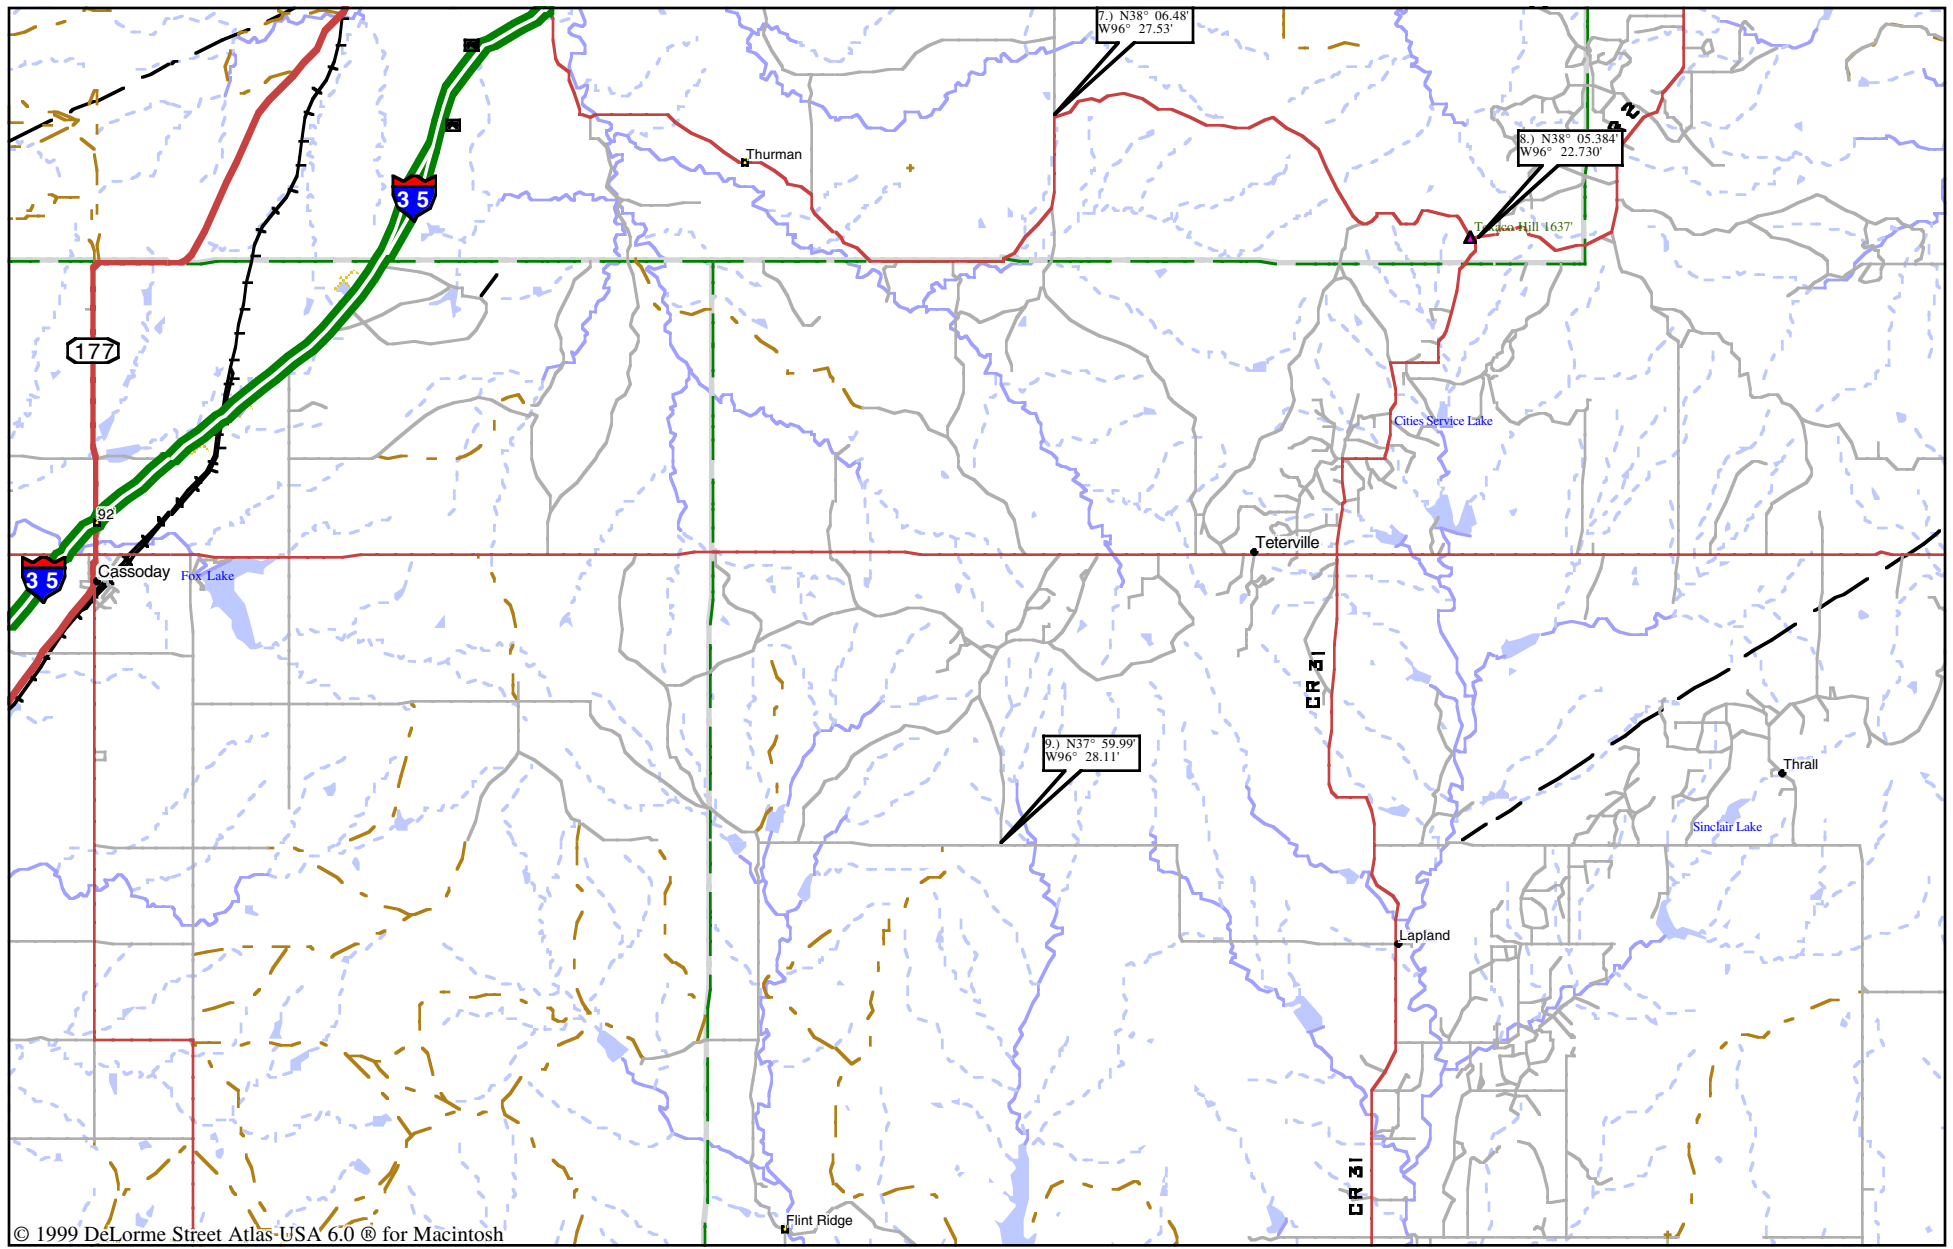 7.) N38° 06.48'
W96° 27.53'
8.) N38° 05.384'
W96° 22.730'
Thurman
35
Texaco Hill 1637'
177
Cities Service Lake
92
Teterville
35
Cassoday
Fox Lake
CR 31
9.) N37° 59.99'
W96° 28.11'
Thrall
Sinclair Lake
Lapland
CR 31
Flint Ridge
© 1999 DeLorme Street Atlas USA 6.0 ® for Macintosh